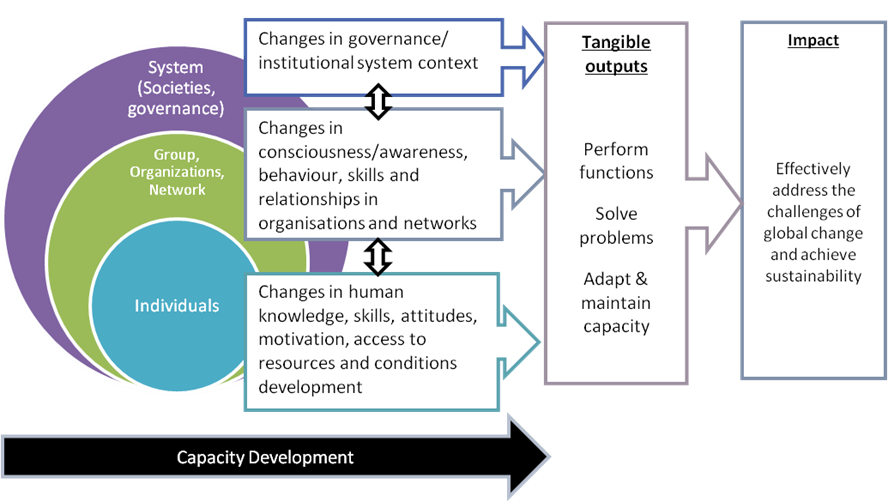 System
(Societies,
governance)
Group,
Organizations,
Network
Individuals
Changes in governance/
institutional system context
Changes in
consciousness/awareness,
behaviour, skills and
relationships in
organisations and networks
Changes in human
knowledge, skills, attitudes,
motivation, access to
resources and conditions
development
Tangible
outputs
Perform
functions
Solve
problems
Adapt &
maintain
capacity
Impact
Effectively
address the
challenges of
global change
and achieve
sustainability
Capacity Development